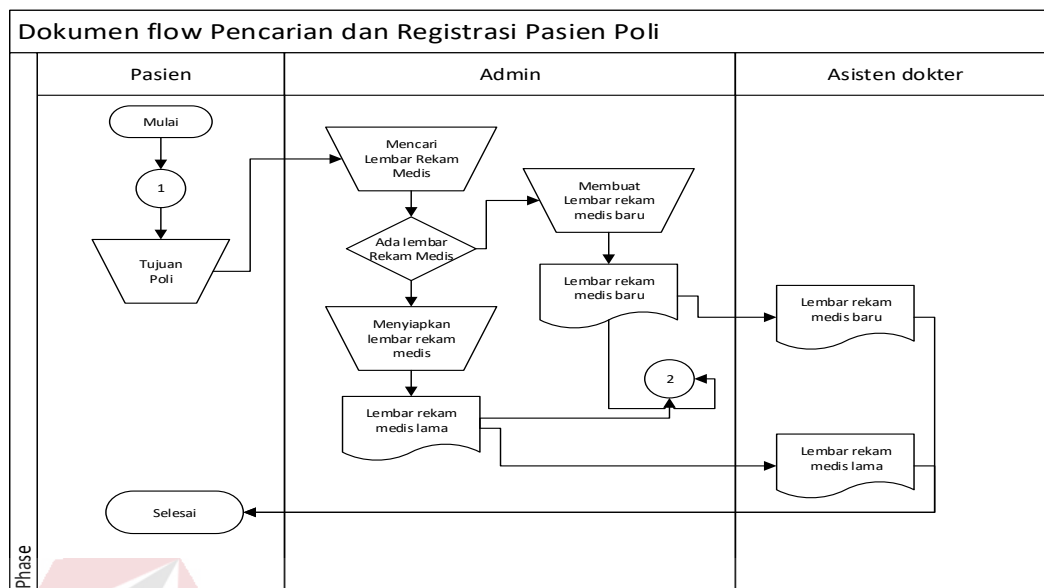 Dokumen flow Pencarian dan Registrasi Pasien Poli
Pasien
Admin
Asisten dokter
Mulai
1
Tujuan
Poli
Mencari
Lembar Rekam
Medis
Ada lembar
Rekam Medis
Membuat
Lembar rekam
medis baru
Lembar rekam
medis baru
Menyiapkan
lembar rekam
medis
2
Lembar rekam
medis lama
Lembar rekam
medis baru
Lembar rekam
medis lama
Selesai
Phase